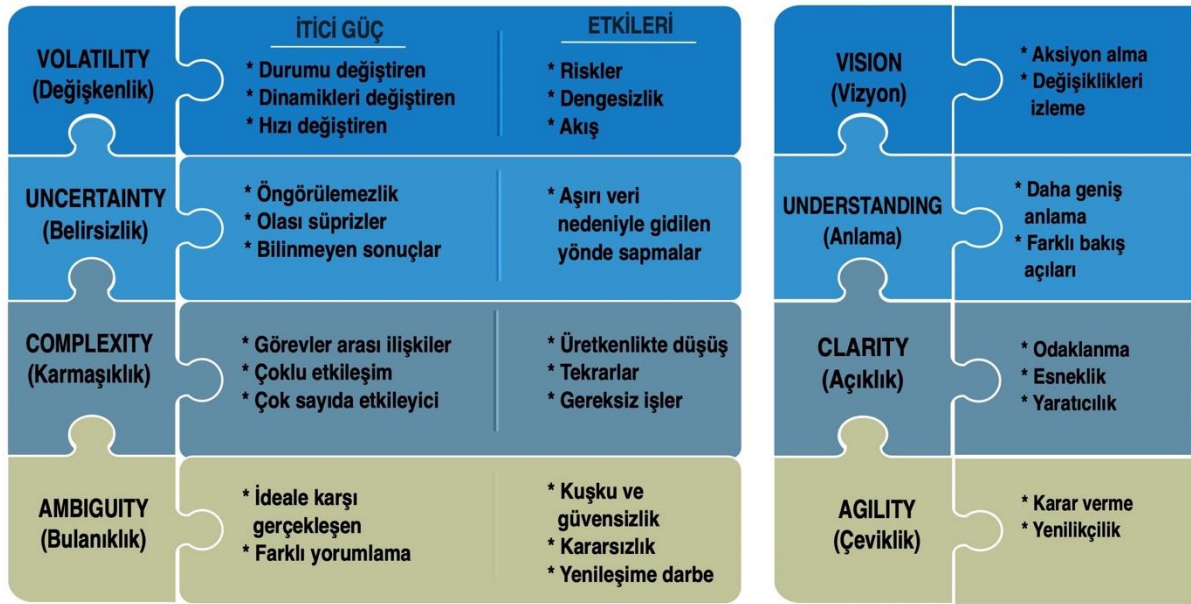 VOLATILITY
(Değişkenlik)
İTİCİ GÜÇ
* Durumu değiştiren
* Dinamikleri değiştiren
* Hızı değiştiren
ETKİLERİ
* Riskler
* Dengesizlik
* Akış
UNCERTAINTY
(Belirsizlik)
* Öngörülemezlik
* Olası süprizler
* Bilinmeyen sonuçlar
* Aşırı veri
nedeniyle gidilen
yönde sapmalar
COMPLEXITY
(Karmaşıklık)
* Görevler arası ilişkiler
* Çoklu etkileşim
* Çok sayıda etkileyici
* Üretkenlikte düşüş
* Tekrarlar
* Gereksiz işler
AMBIGUITY
(Bulanıklık)
* İdeale karşı
gerçekleşen
* Farklı yorumlama
* Kuşku ve
güvensizlik
* Kararsızlık
* Yenileşime darbe
VISION
(Vizyon)
* Aksiyon alma
* Değişiklikleri
izleme
UNDERSTANDING
(Anlama)
* Daha geniş
anlama
* Farklı bakış
açıları
CLARITY
(Açıklık)
* Odaklanma
* Esneklik
* Yaratıcılık
AGILITY
(Çeviklik)
* Karar verme
* Yenilikçilik